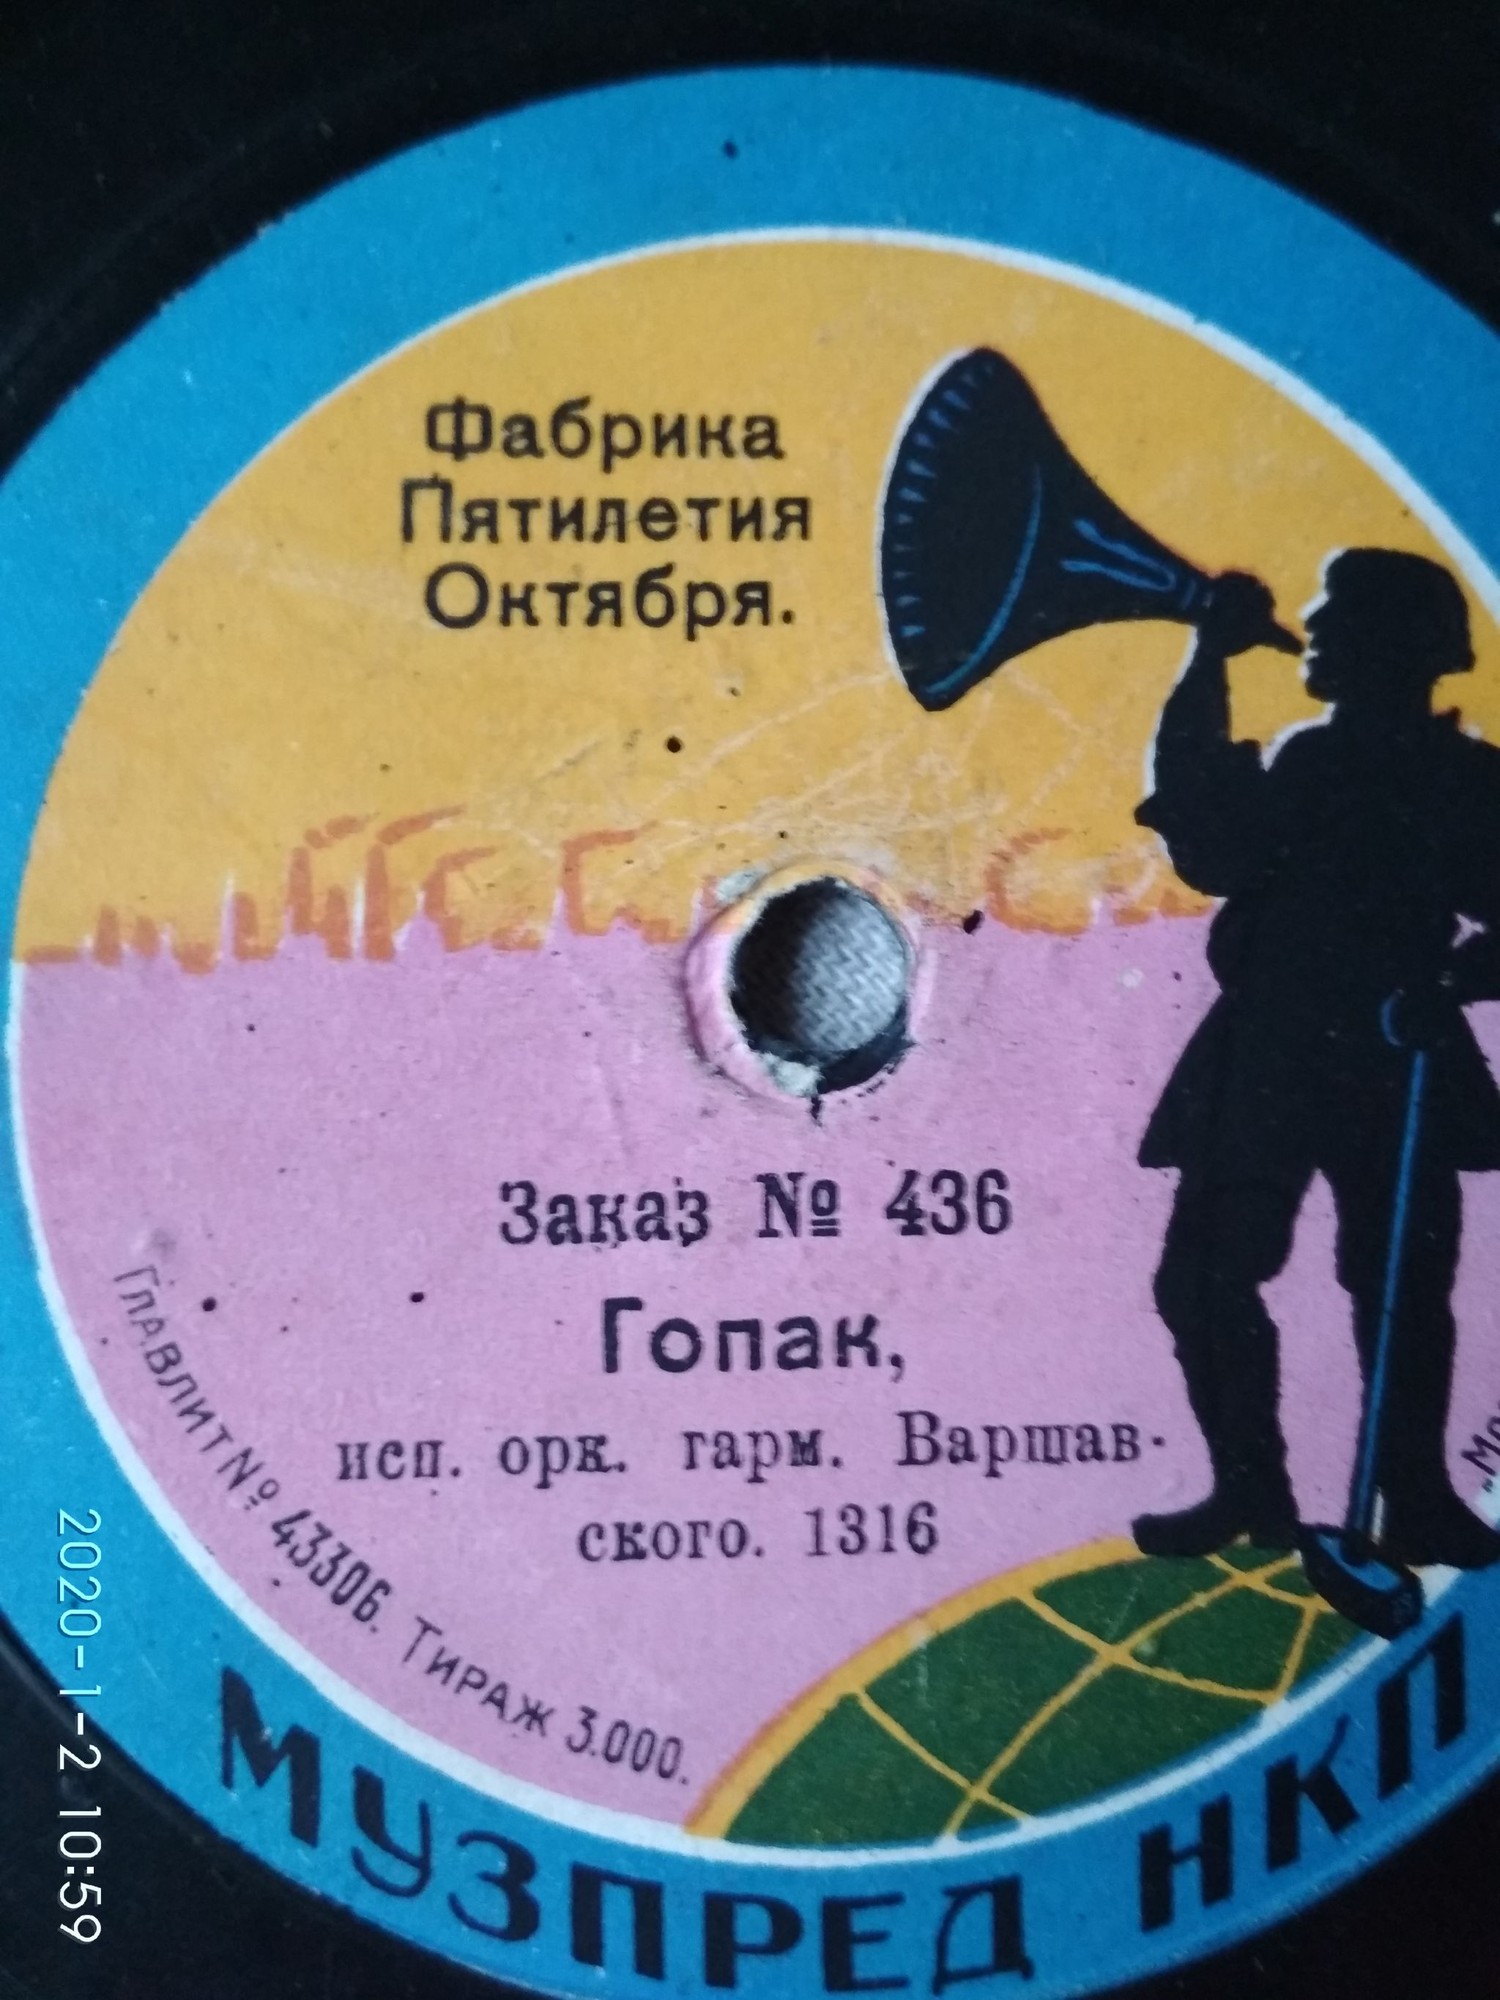 Фабрика
Пятилетия
Октября.
Заказ № 436
Гопак,
исп. орк. гарм. Варшав-
ского. 1316
Главлит № 43306. Тираж 3.000.
МУЗПРЕД НКП
2020-1-2 10:59